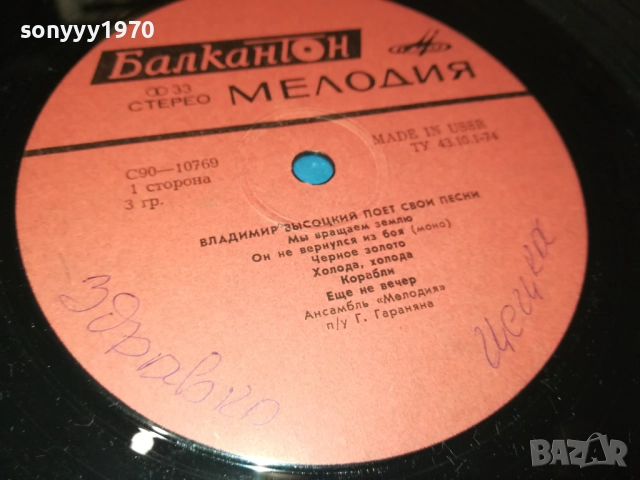 sonyyy1970
Балкантон
33
СТЕРЕО
МЕЛОДИЯ
С90—10769
1 сторона
3 гр.
MADE IN USSR
ТУ 43.10.1-74
ВЛАДИМИР ВЫСОЦКИЙ ПОЕТ СВОИ ПЕСНИ
Мы вращаем землю
Он не вернулся из боя (моно)
Черное золото
Холода, холода
Корабли
Еще не вечер
Ансамбль «Мелодия»
п/у Г. Гараняна
Здравко
Цецка
BAZAR